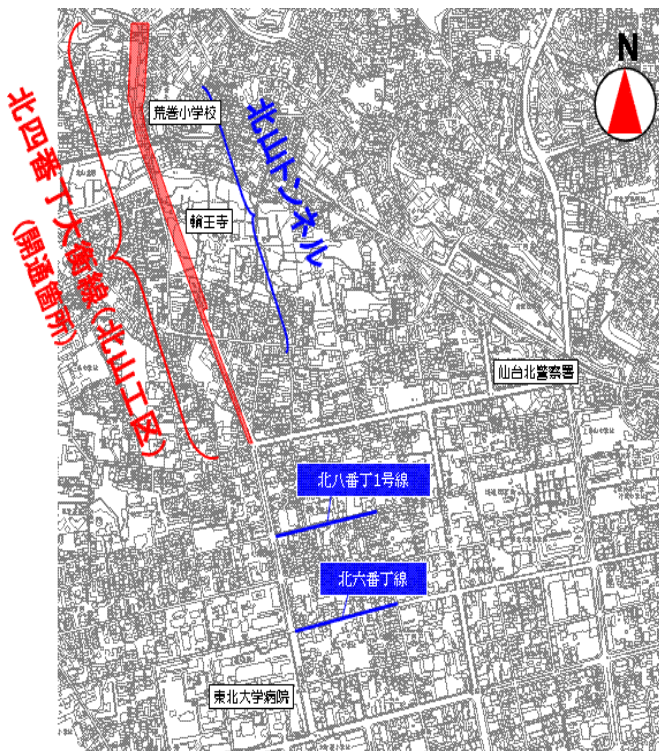 N
荒巻小学校
北山トンネル
北四番丁大衡線(北山工区)
(開通箇所)
輪王寺
仙台北警察署
北八番丁1号線
北六番丁線
東北大学病院